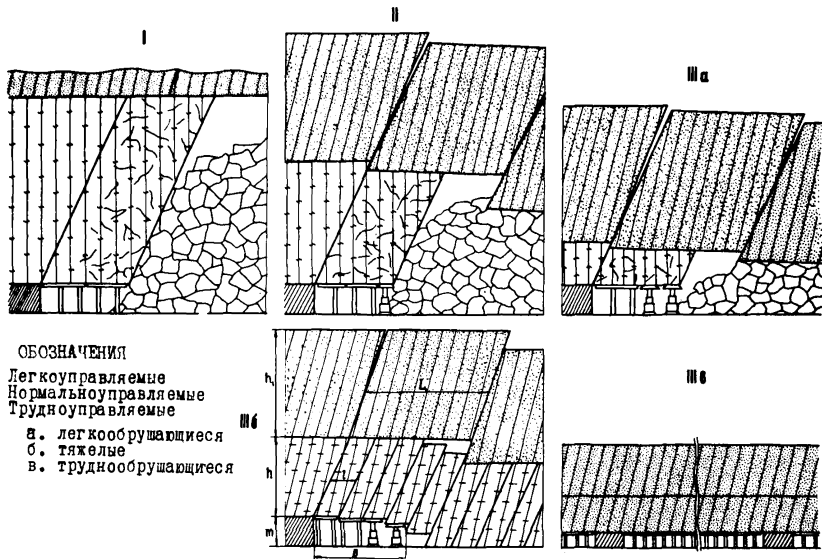 I
II
IIIа
ОБОЗНАЧЕНИЯ
Легкоуправляемые
Нормальноуправляемые
Трудноуправляемые
а. легкообрушающиеся
б. тяжелые
в. труднообрушающиеся
IIIб
h₁
L
h
m
IIIв